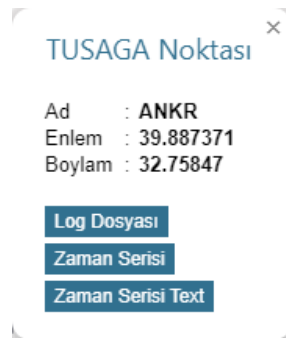 ×
TUSAGA Noktası
Ad : ANKR
Enlem : 39.887371
Boylam : 32.75847
Log Dosyası
Zaman Serisi
Zaman Serisi Text